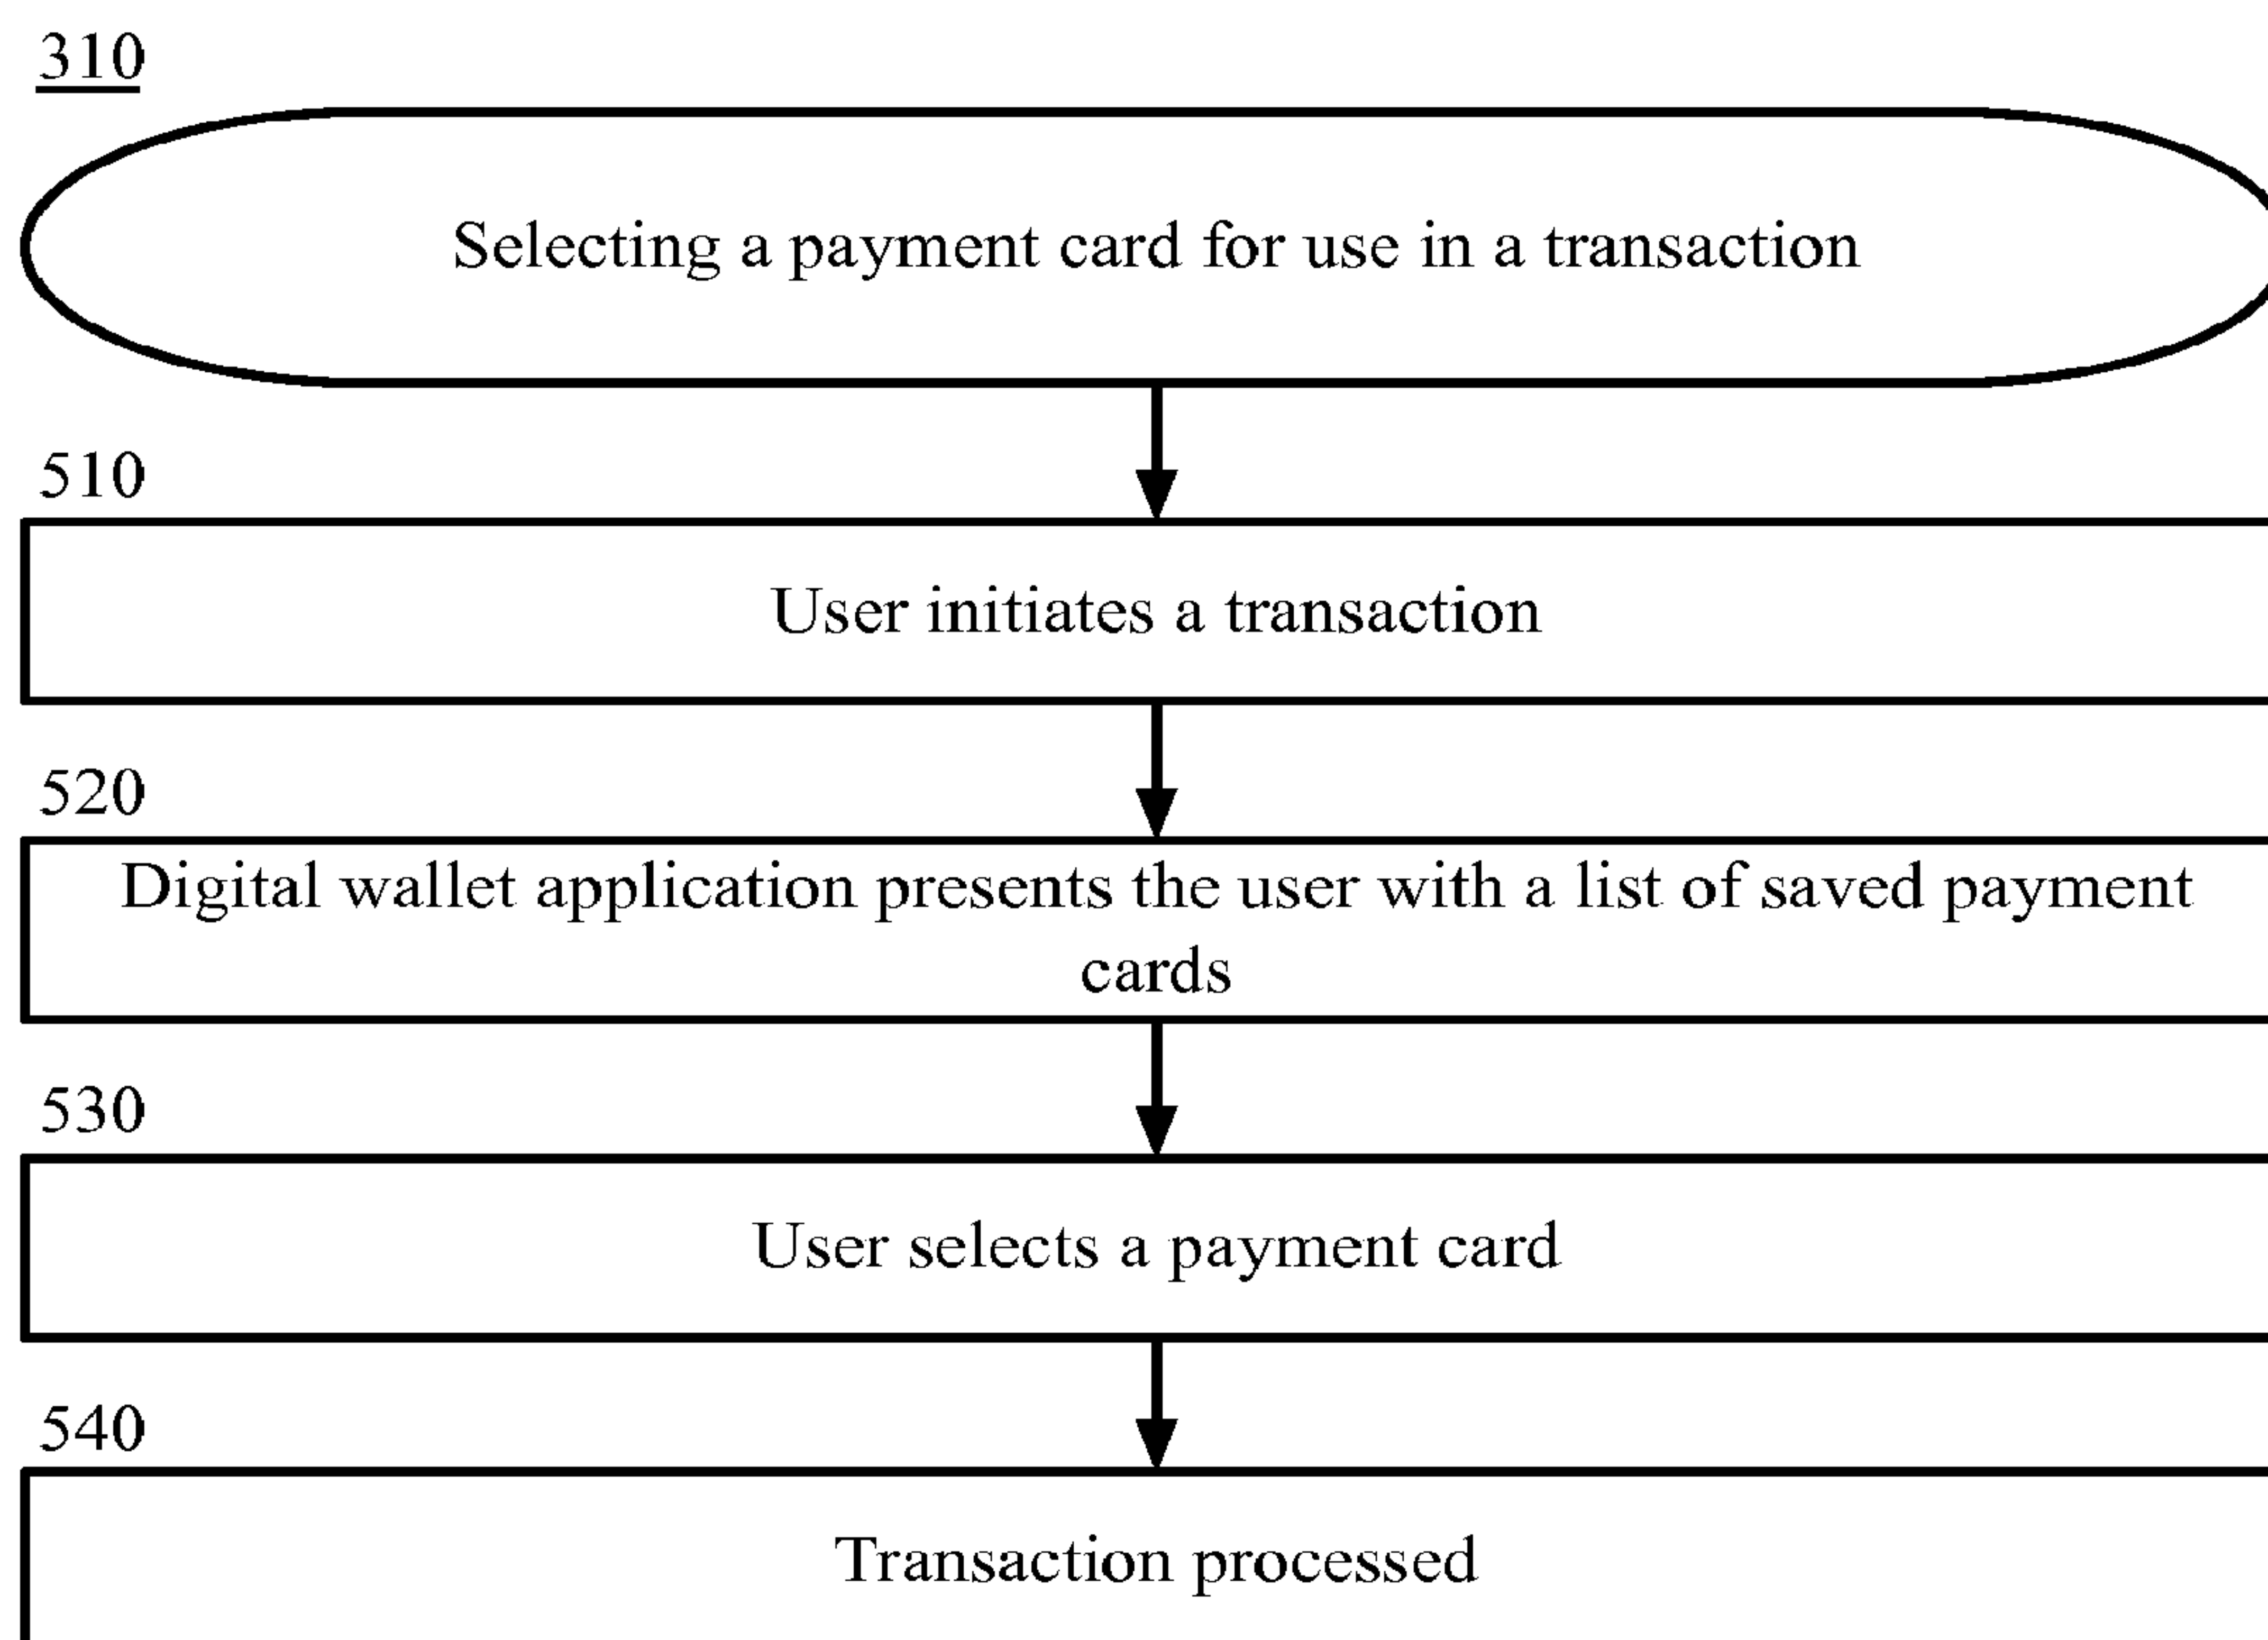 310
Selecting a payment card for use in a transaction
510
User initiates a transaction
520
Digital wallet application presents the user with a list of saved payment
cards
530
User selects a payment card
540
Transaction processed